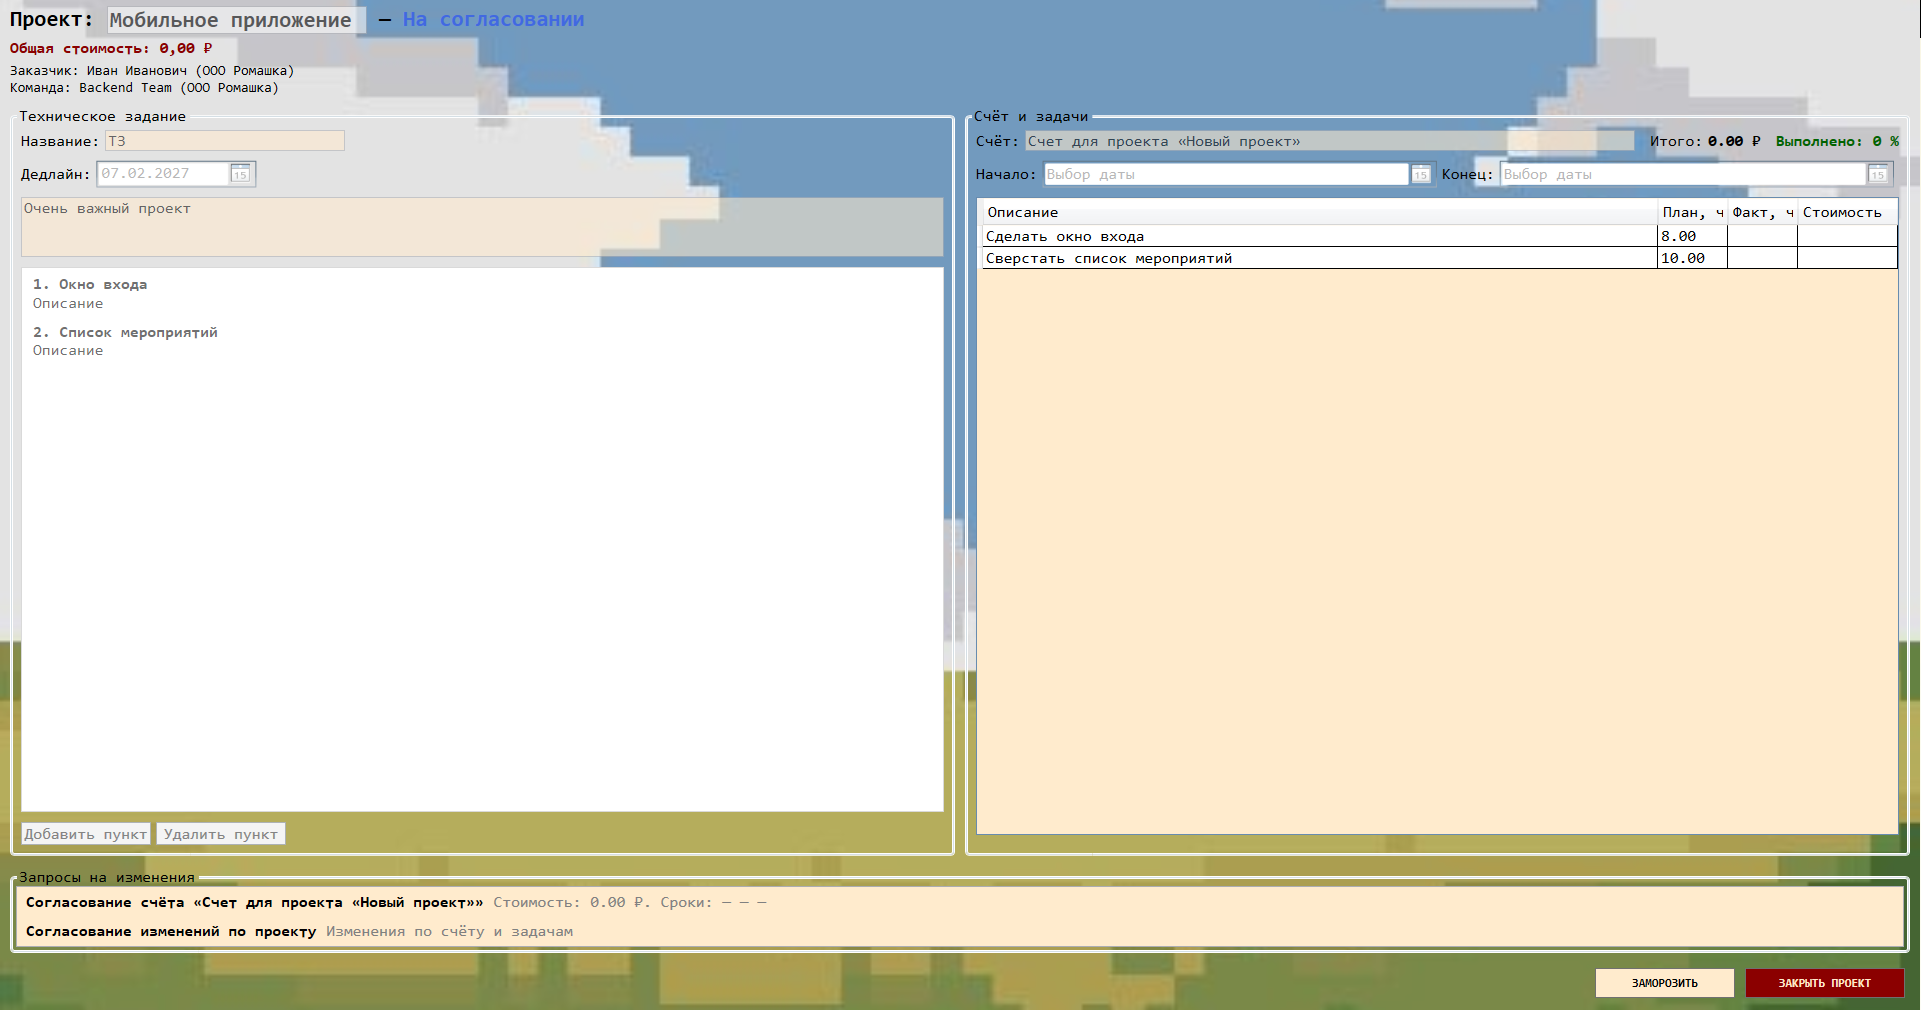 Проект: Мобильное приложение — На согласовании
Общая стоимость: 0,00 ₽
Заказчик: Иван Иванович (ООО Ромашка)
Команда: Backend Team (ООО Ромашка)
Техническое задание
Название: ТЗ
Дедлайн: 07.02.2027 15
Очень важный проект
1. Окно входа
Описание
2. Список мероприятий
Описание
Добавить пункт Удалить пункт
Счёт и задачи
Счёт: Счет для проекта «Новый проект» Итого: 0.00 ₽ Выполнено: 0 %
Начало: Выбор даты 15 Конец: Выбор даты 15
Описание План, ч Факт, ч Стоимость
Сделать окно входа 8.00
Сверстать список мероприятий 10.00
Запросы на изменения
Согласование счёта «Счет для проекта «Новый проект»» Стоимость: 0.00 ₽. Сроки: — — —
Согласование изменений по проекту Изменения по счёту и задачам
ЗАМОРОЗИТЬ ЗАКРЫТЬ ПРОЕКТ